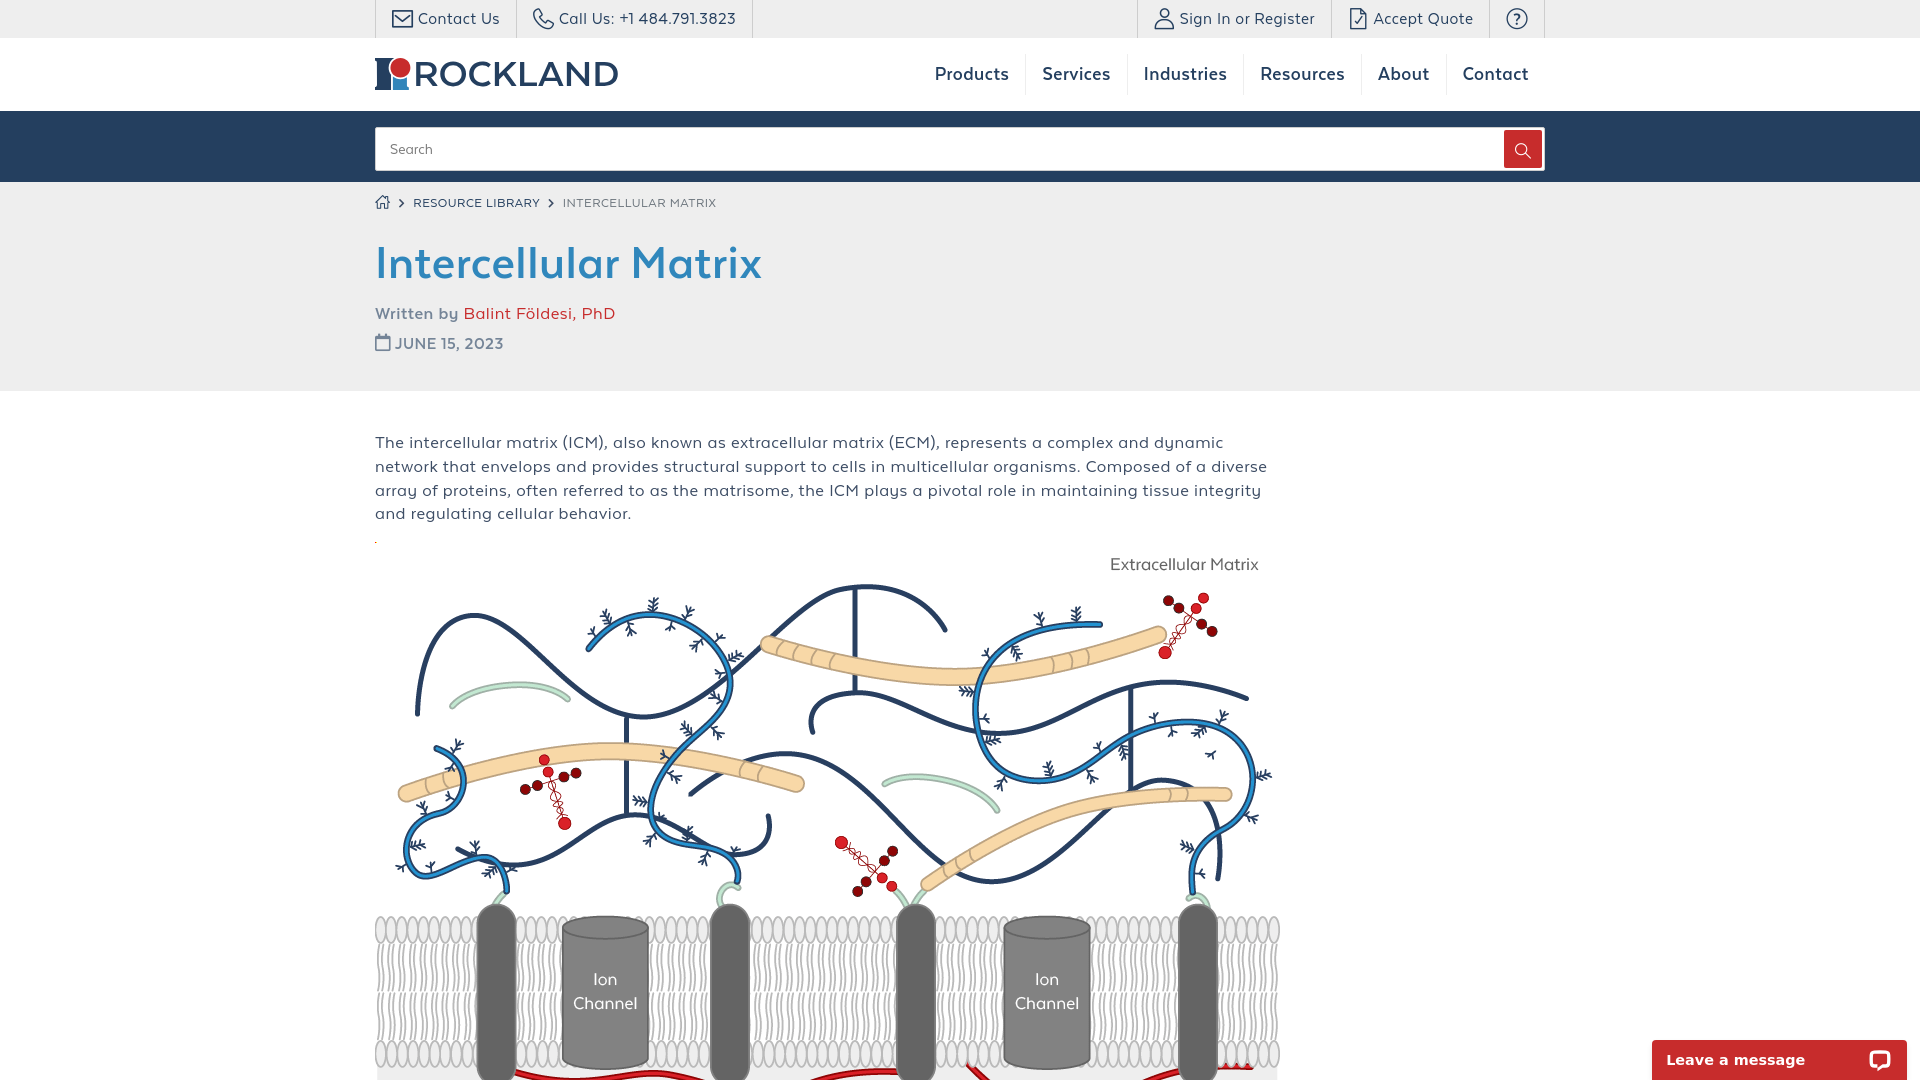 Contact Us
Call Us: +1 484.791.3823
Sign In or Register
Accept Quote
ROCKLAND
Products
Services
Industries
Resources
About
Contact
Search
RESOURCE LIBRARY
INTERCELLULAR MATRIX
Intercellular Matrix
Written by Balint Földesi, PhD
JUNE 15, 2023
The intercellular matrix (ICM), also known as extracellular matrix (ECM), represents a complex and dynamic
network that envelops and provides structural support to cells in multicellular organisms. Composed of a diverse
array of proteins, often referred to as the matrisome, the ICM plays a pivotal role in maintaining tissue integrity
and regulating cellular behavior.
Extracellular Matrix
Ion
Channel
Ion
Channel
Leave a message